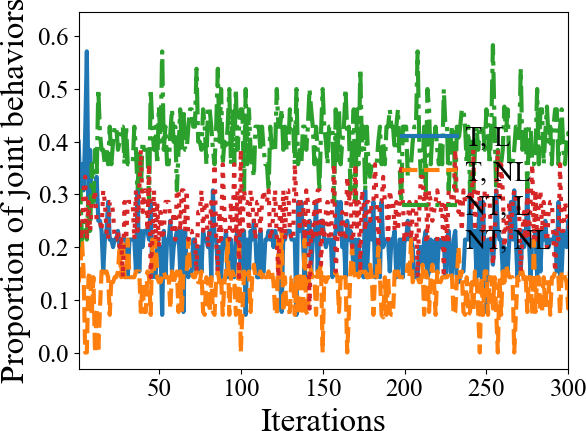 Proportion of joint behaviors
0.6
0.5
0.4
0.3
0.2
0.1
0.0
T, L
T, NL
NT, L
NT, NL
50
100
150
200
250
300
Iterations